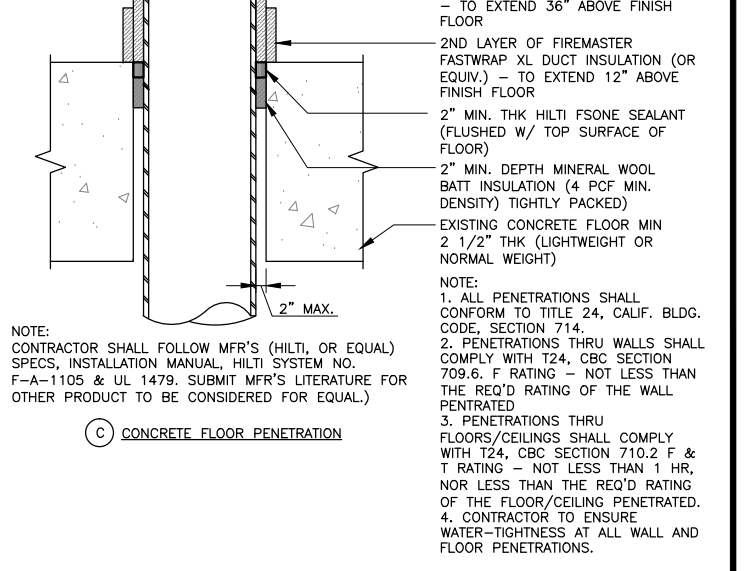 – TO EXTEND 36" ABOVE FINISH
FLOOR
2ND LAYER OF FIREMASTER
FASTWRAP XL DUCT INSULATION (OR
EQUIV.) – TO EXTEND 12" ABOVE
FINISH FLOOR
2" MIN. THK HILTI FSONE SEALANT
(FLUSHED W/ TOP SURFACE OF
FLOOR)
2" MIN. DEPTH MINERAL WOOL
BATT INSULATION (4 PCF MIN.
DENSITY) TIGHTLY PACKED)
EXISTING CONCRETE FLOOR MIN
2 1/2" THK (LIGHTWEIGHT OR
NORMAL WEIGHT)
2" MAX.
NOTE:
CONTRACTOR SHALL FOLLOW MFR'S (HILTI, OR EQUAL)
SPECS, INSTALLATION MANUAL, HILTI SYSTEM NO.
F–A–1105 & UL 1479. SUBMIT MFR'S LITERATURE FOR
OTHER PRODUCT TO BE CONSIDERED FOR EQUAL.)
C CONCRETE FLOOR PENETRATION
NOTE:
1. ALL PENETRATIONS SHALL
CONFORM TO TITLE 24, CALIF. BLDG.
CODE, SECTION 714.
2. PENETRATIONS THRU WALLS SHALL
COMPLY WITH T24, CBC SECTION
709.6. F RATING – NOT LESS THAN
THE REQ'D RATING OF THE WALL
PENTRATED
3. PENETRATIONS THRU
FLOORS/CEILINGS SHALL COMPLY
WITH T24, CBC SECTION 710.2 F &
T RATING – NOT LESS THAN 1 HR,
NOR LESS THAN THE REQ'D RATING
OF THE FLOOR/CEILING PENETRATED.
4. CONTRACTOR TO ENSURE
WATER–TIGHTNESS AT ALL WALL AND
FLOOR PENETRATIONS.